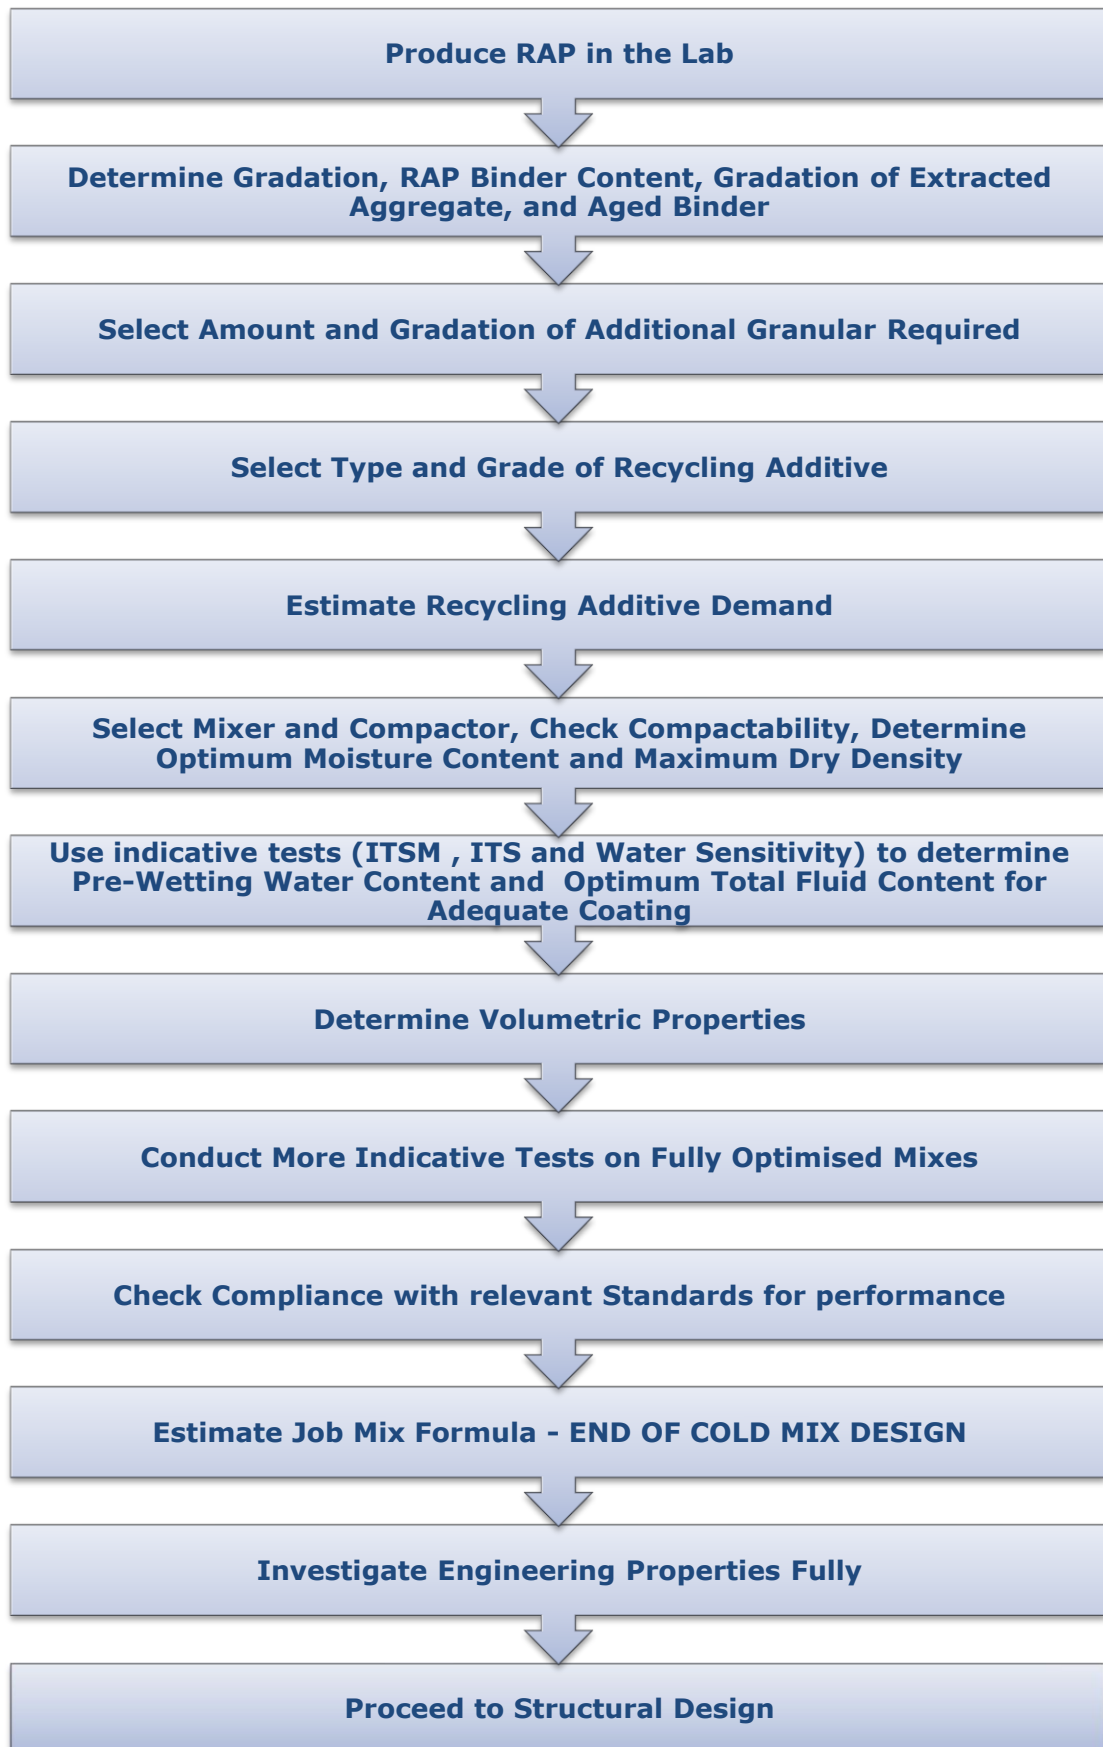 Produce RAP in the Lab
Determine Gradation, RAP Binder Content, Gradation of Extracted
Aggregate, and Aged Binder
Select Amount and Gradation of Additional Granular Required
Select Type and Grade of Recycling Additive
Estimate Recycling Additive Demand
Select Mixer and Compactor, Check Compactability, Determine
Optimum Moisture Content and Maximum Dry Density
Use indicative tests (ITSM , ITS and Water Sensitivity) to determine
Pre-Wetting Water Content and  Optimum Total Fluid Content for
Adequate Coating
Determine Volumetric Properties
Conduct More Indicative Tests on Fully Optimised Mixes
Check Compliance with relevant Standards for performance
Estimate Job Mix Formula - END OF COLD MIX DESIGN
Investigate Engineering Properties Fully
Proceed to Structural Design